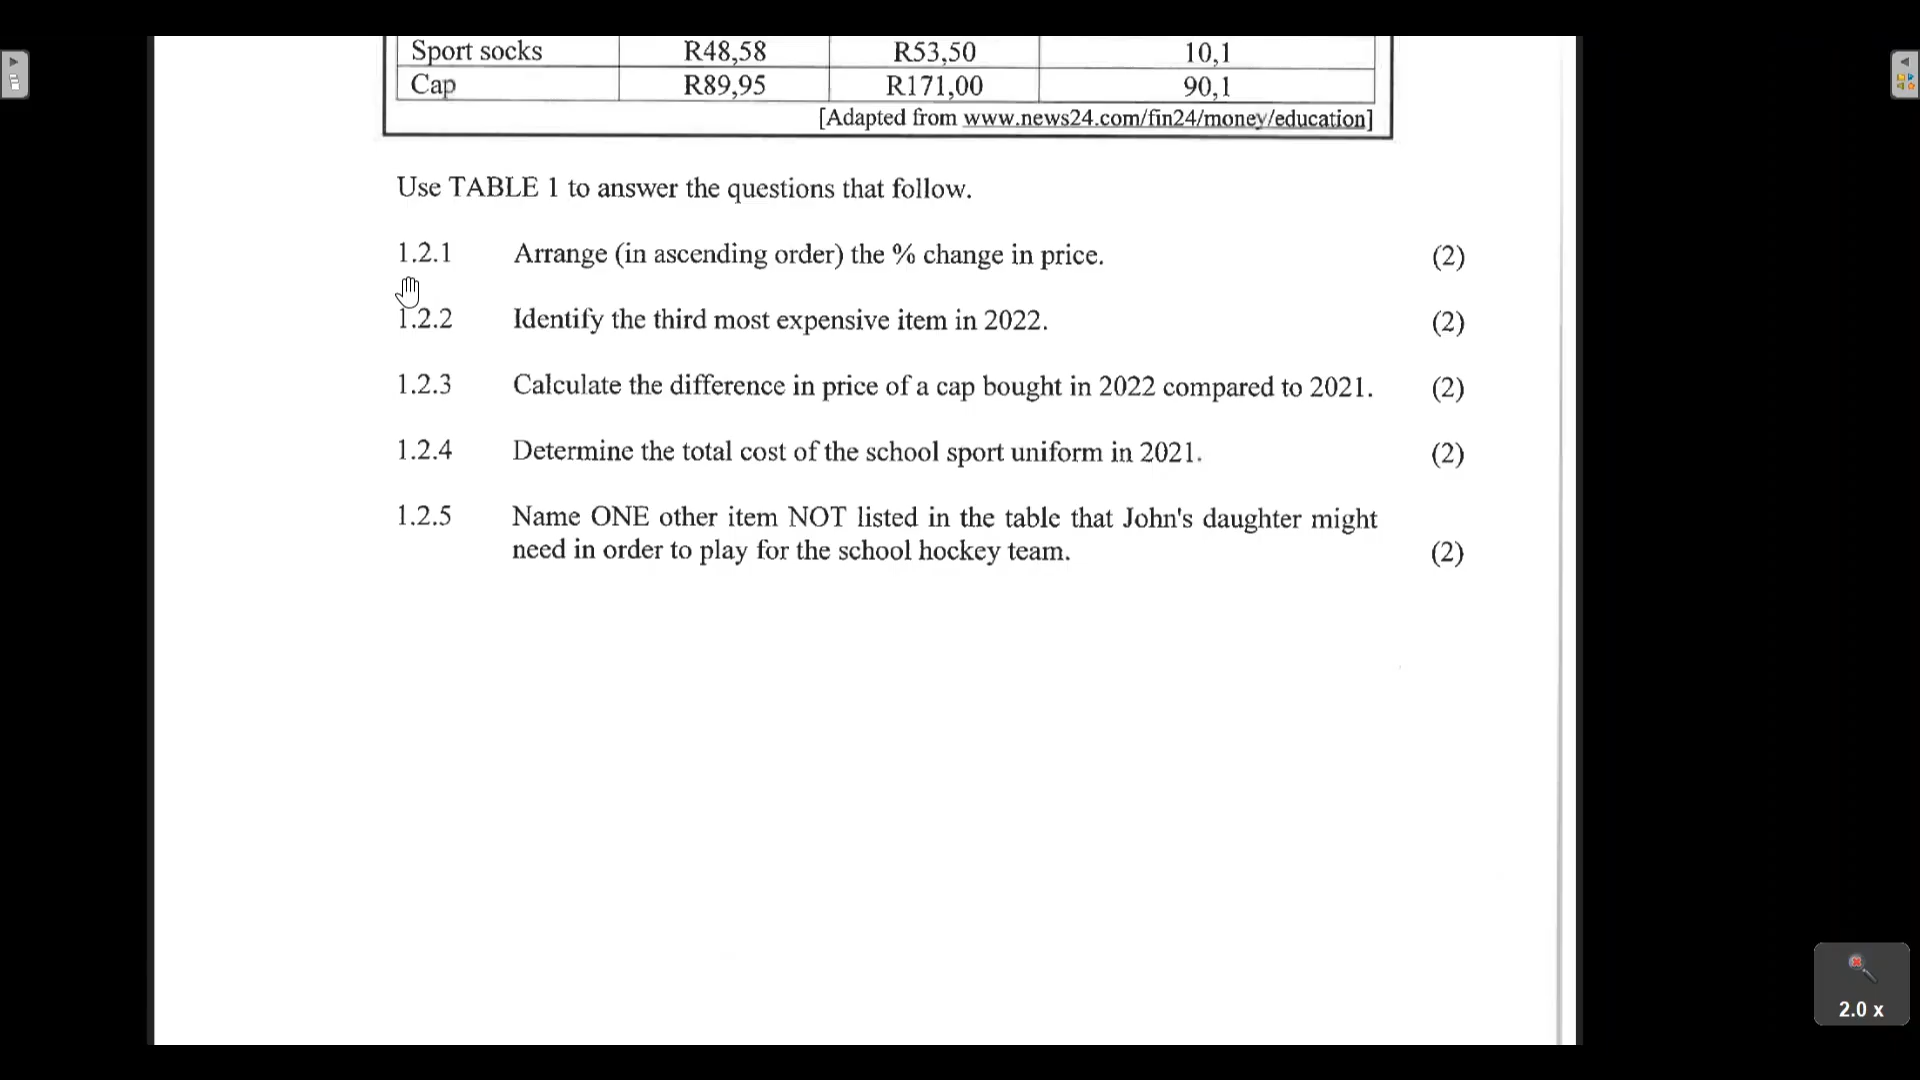 Sport socks R48,58 R53,50 10,1
Cap R89,95 R171,00 90,1
[Adapted from www.news24.com/fin24/money/education]
Use TABLE 1 to answer the questions that follow.
1.2.1 Arrange (in ascending order) the % change in price. (2)
1.2.2 Identify the third most expensive item in 2022. (2)
1.2.3 Calculate the difference in price of a cap bought in 2022 compared to 2021. (2)
1.2.4 Determine the total cost of the school sport uniform in 2021. (2)
1.2.5 Name ONE other item NOT listed in the table that John's daughter might
need in order to play for the school hockey team. (2)
2.0 x